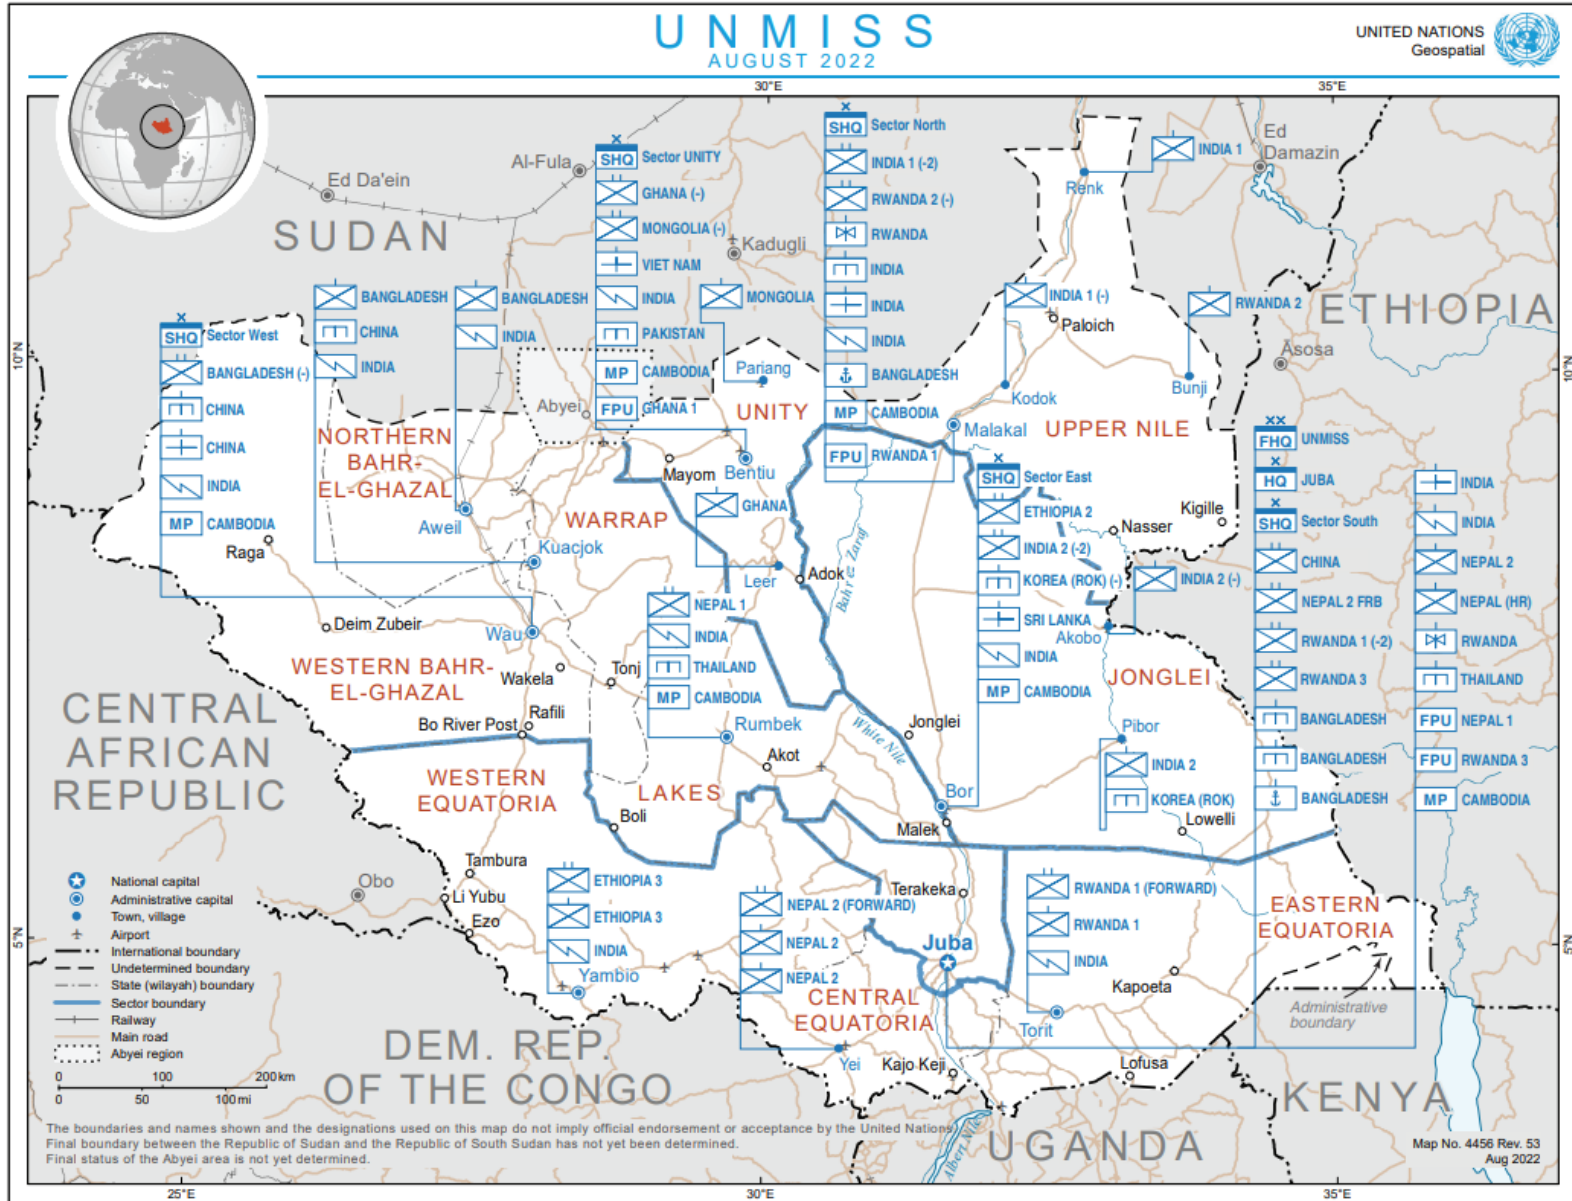 UNMISS
AUGUST 2022
UNITED NATIONS
Geospatial
30°E
35°E
SHQ Sector North
INDIA 1 (-2)
RWANDA 2 (-)
RWANDA
INDIA
INDIA
INDIA
BANGLADESH
MP CAMBODIA
FPU RWANDA 1
SHQ Sector UNITY
GHANA (-)
MONGOLIA (-)
VIET NAM
INDIA
PAKISTAN
MP CAMBODIA
FPU GHANA 1
INDIA 1
Renk
Ed
Damazin
Al-Fula
Ed Da'ein
SUDAN
Kadugli
MONGOLIA
Pariang
BANGLADESH
CHINA
INDIA
BANGLADESH
INDIA
SHQ Sector West
BANGLADESH (-)
CHINA
CHINA
INDIA
MP CAMBODIA
INDIA 1 (-)
Paloich
RWANDA 2
ETHIOPIA
Asosa
Bunji
Kodok
10°N
10°N
Abyei
UNITY
Malakal
UPPER NILE
NORTHERN
BAHR-
EL-GHAZAL
Mayom
Bentiu
GHANA
Leer
Adok
Bahr ez Zaraf
WARRAP
Aweil
Kuacjok
Raga
SHQ Sector East
ETHIOPIA 2
INDIA 2 (-2)
KOREA (ROK) (-)
SRI LANKA
INDIA
MP CAMBODIA
Kigille
Nasser
INDIA 2 (-)
Akobo
JONGLEI
FHQ UNMISS
HQ JUBA
SHQ Sector South
CHINA
NEPAL 2 FRB
RWANDA 1 (-2)
RWANDA 3
BANGLADESH
BANGLADESH
BANGLADESH
INDIA
INDIA
NEPAL 2
NEPAL (HR)
RWANDA
THAILAND
FPU NEPAL 1
FPU RWANDA 3
MP CAMBODIA
NEPAL 1
INDIA
THAILAND
MP CAMBODIA
Rumbek
Deim Zubeir
Wau
WESTERN BAHR-
EL-GHAZAL
Wakela
Tonj
Rafili
Bo River Post
CENTRAL
AFRICAN
REPUBLIC
WESTERN
EQUATORIA
LAKES
Akot
White Nile
Jonglei
Bor
Malek
Pibor
INDIA 2
KOREA (ROK)
Lowelli
Boli
Tambura
Li Yubu
Ezo
Obo
ETHIOPIA 3
ETHIOPIA 3
INDIA
Yambio
NEPAL 2 (FORWARD)
NEPAL 2
NEPAL 2
Yei
Terakeka
Juba
CENTRAL
EQUATORIA
Kajo Keji
RWANDA 1 (FORWARD)
RWANDA 1
INDIA
Torit
Kapoeta
EASTERN
EQUATORIA
Administrative
boundary
Lofusa
5°N
5°N
National capital
Administrative capital
Town, village
Airport
International boundary
Undetermined boundary
State (wilayah) boundary
Sector boundary
Railway
Main road
Abyei region
0 100 200 km
0 50 100 mi
DEM. REP.
OF THE CONGO
UGANDA
KENYA
Albert Nile
The boundaries and names shown and the designations used on this map do not imply official endorsement or acceptance by the United Nations.
Final boundary between the Republic of Sudan and the Republic of South Sudan has not yet been determined.
Final status of the Abyei area is not yet determined.
Map No. 4456 Rev. 53
Aug 2022
25°E
30°E
35°E